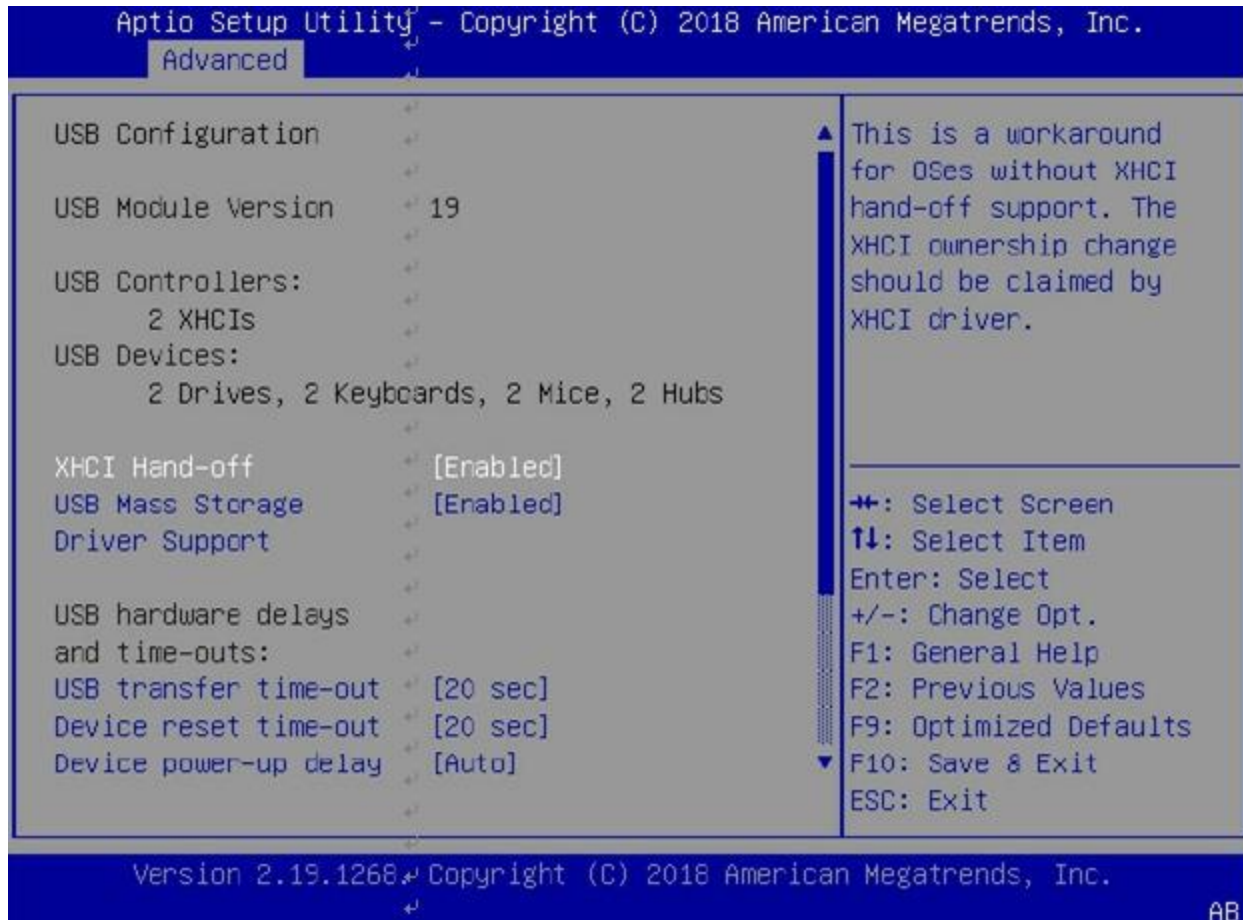 Aptio Setup Utility – Copyright (C) 2018 American Megatrends, Inc.
Advanced
USB Configuration
USB Module Version 19
USB Controllers:
2 XHCIs
USB Devices:
2 Drives, 2 Keyboards, 2 Mice, 2 Hubs
XHCI Hand-off [Enabled]
USB Mass Storage [Enabled]
Driver Support
USB hardware delays
and time-outs:
USB transfer time-out [20 sec]
Device reset time-out [20 sec]
Device power-up delay [Auto]
This is a workaround
for OSes without XHCI
hand-off support. The
XHCI ownership change
should be claimed by
XHCI driver.
→←: Select Screen
↑↓: Select Item
Enter: Select
+/-: Change Opt.
F1: General Help
F2: Previous Values
F9: Optimized Defaults
F10: Save & Exit
ESC: Exit
Version 2.19.1268. Copyright (C) 2018 American Megatrends, Inc.
AB